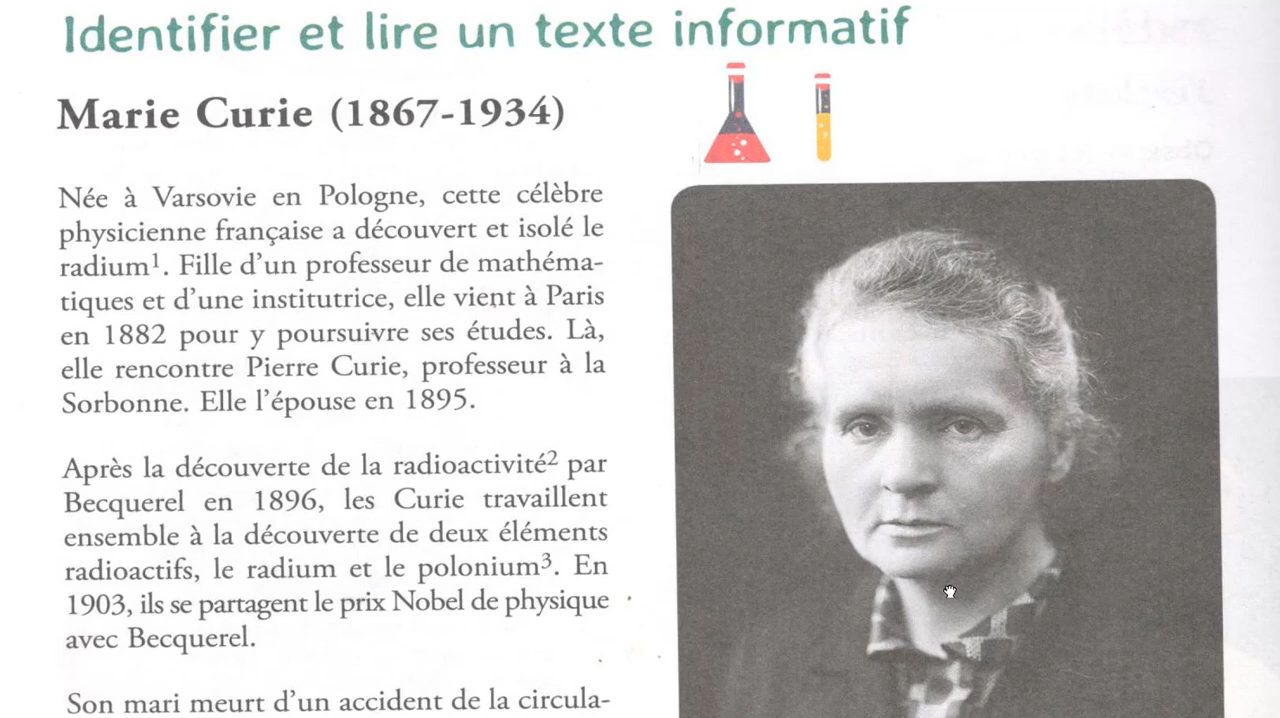 Identifier et lire un texte informatif
Marie Curie (1867-1934)
Née à Varsovie en Pologne, cette célèbre
physicienne française a découvert et isolé le
radium¹. Fille d'un professeur de mathéma-
tiques et d'une institutrice, elle vient à Paris
en 1882 pour y poursuivre ses études. Là,
elle rencontre Pierre Curie, professeur à la
Sorbonne. Elle l'épouse en 1895.
Après la découverte de la radioactivité² par
Becquerel en 1896, les Curie travaillent
ensemble à la découverte de deux éléments
radioactifs, le radium et le polonium³. En
1903, ils se partagent le prix Nobel de physique
avec Becquerel.
Son mari meurt d'un accident de la circula-